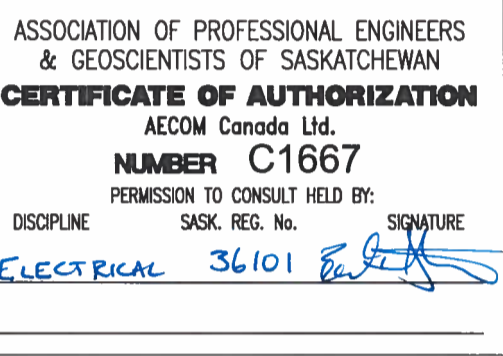 ASSOCIATION OF PROFESSIONAL ENGINEERS
& GEOSCIENTISTS OF SASKATCHEWAN
CERTIFICATE OF AUTHORIZATION
AECOM Canada Ltd.
NUMBER C1667
PERMISSION TO CONSULT HELD BY:
DISCIPLINE SASK. REG. No. SIGNATURE
ELECTRICAL 36101